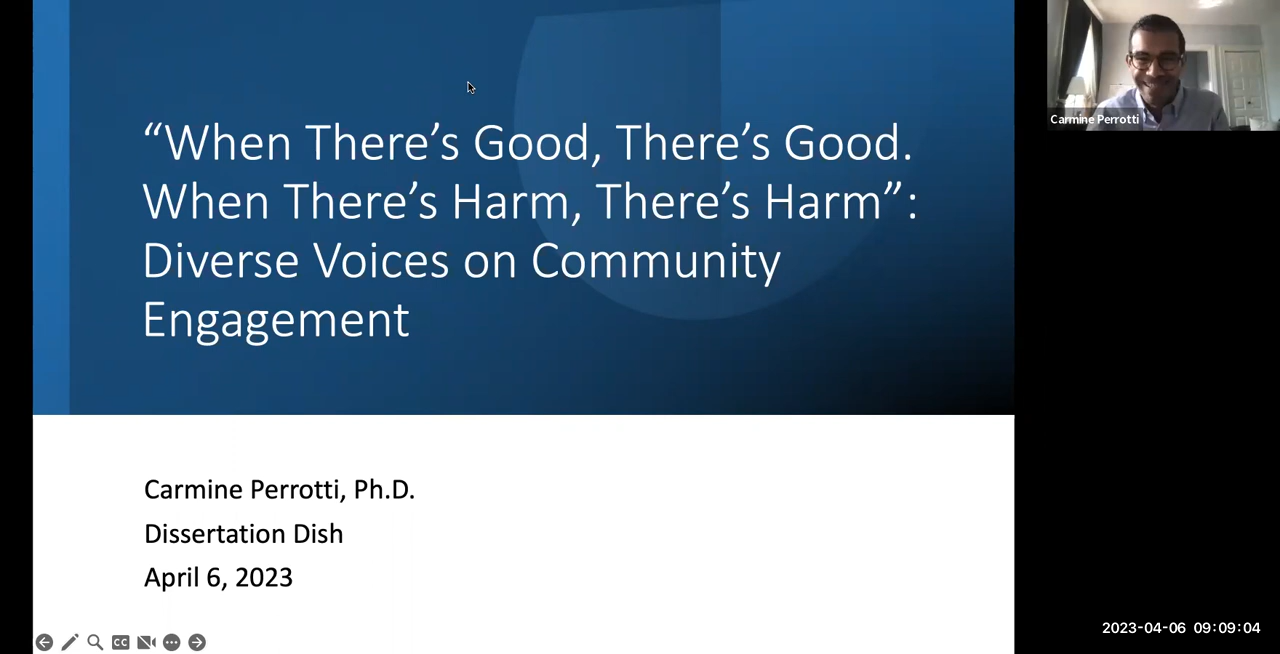 “When There’s Good, There’s Good.
When There’s Harm, There’s Harm”:
Diverse Voices on Community
Engagement
Carmine Perrotti, Ph.D.
Dissertation Dish
April 6, 2023
CC
Carmine Perrotti
2023-04-06 09:09:04